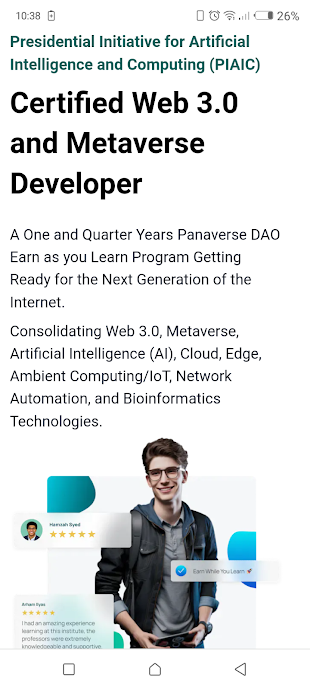 10:38
26%
Presidential Initiative for Artificial
Intelligence and Computing (PIAIC)
Certified Web 3.0
and Metaverse
Developer
A One and Quarter Years Panaverse DAO
Earn as you Learn Program Getting
Ready for the Next Generation of the
Internet.
Consolidating Web 3.0, Metaverse,
Artificial Intelligence (AI), Cloud, Edge,
Ambient Computing/IoT, Network
Automation, and Bioinformatics
Technologies.
Hamzah Syed
Earn While You Learn 🚀
Arham Ilyas
I had an amazing experience
learning at this institute. the
professors were extremely
knowledgeable and supportive